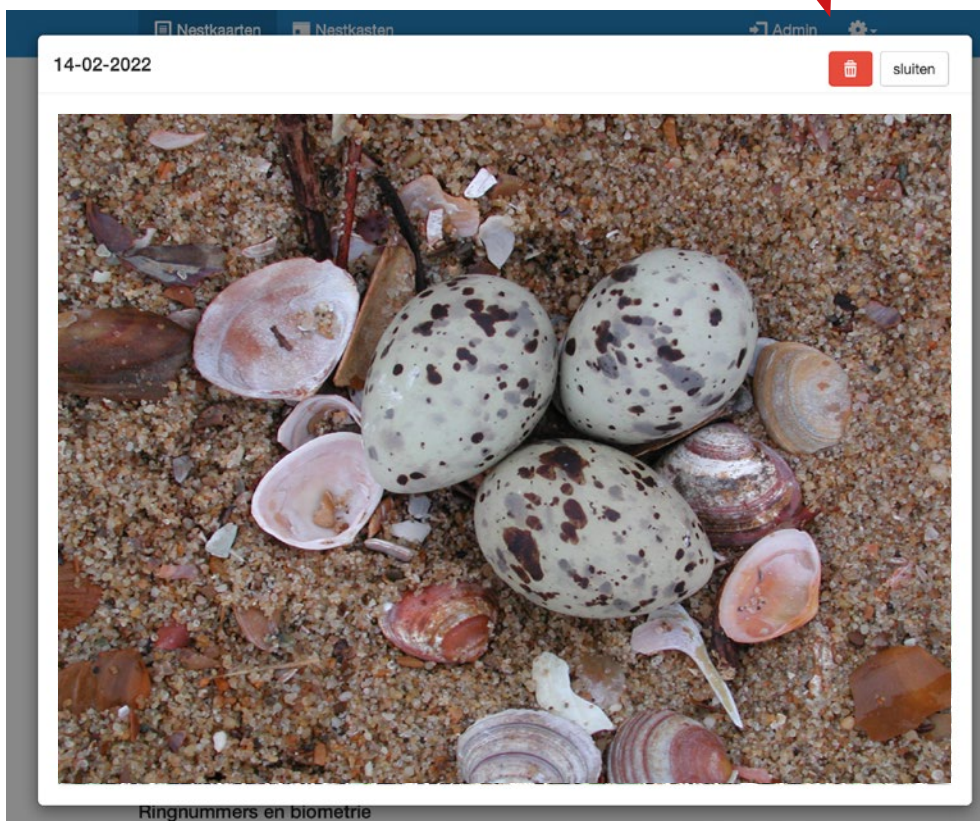 Nestkaarten Nestkasten Admin
14-02-2022 sluiten
Ringnummers en biometrie